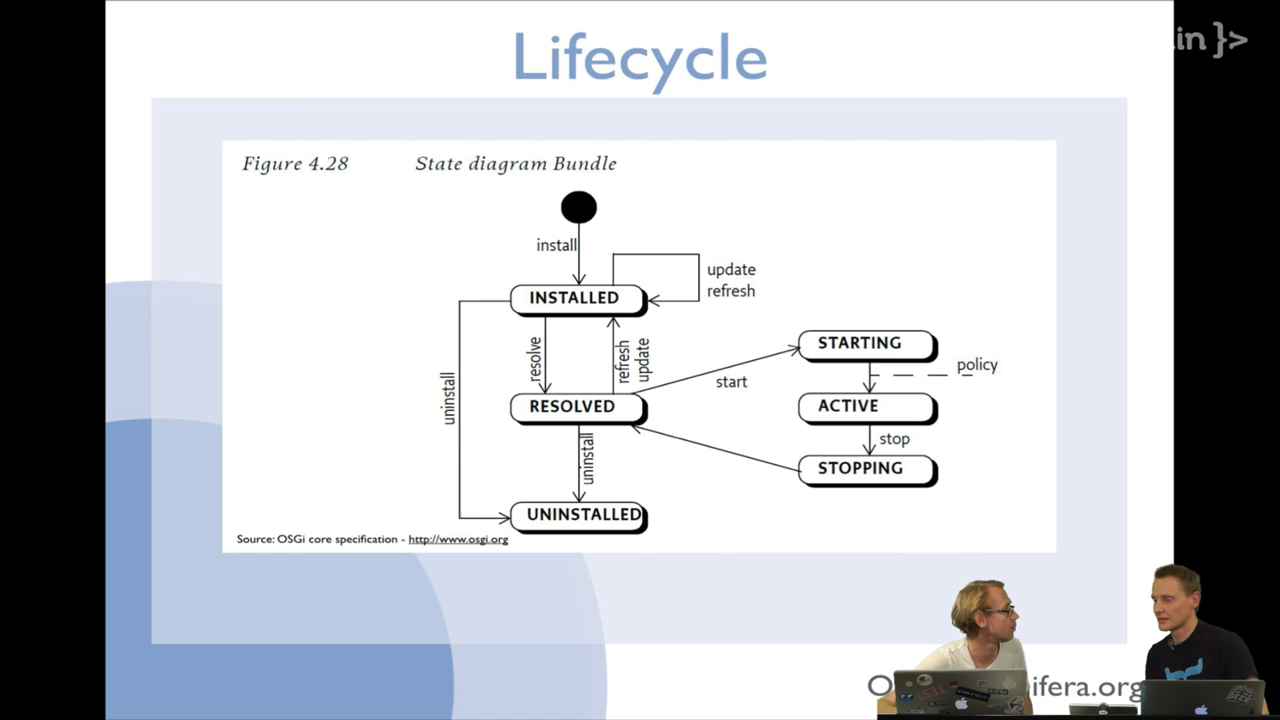 Lifecycle
.in }>
Figure 4.28 State diagram Bundle
install
update
refresh
INSTALLED
resolve
refresh
update
uninstall
STARTING
policy
start
RESOLVED
ACTIVE
stop
uninstall
STOPPING
UNINSTALLED
Source: OSGi core specification - http://www.osgi.org
ifera.org